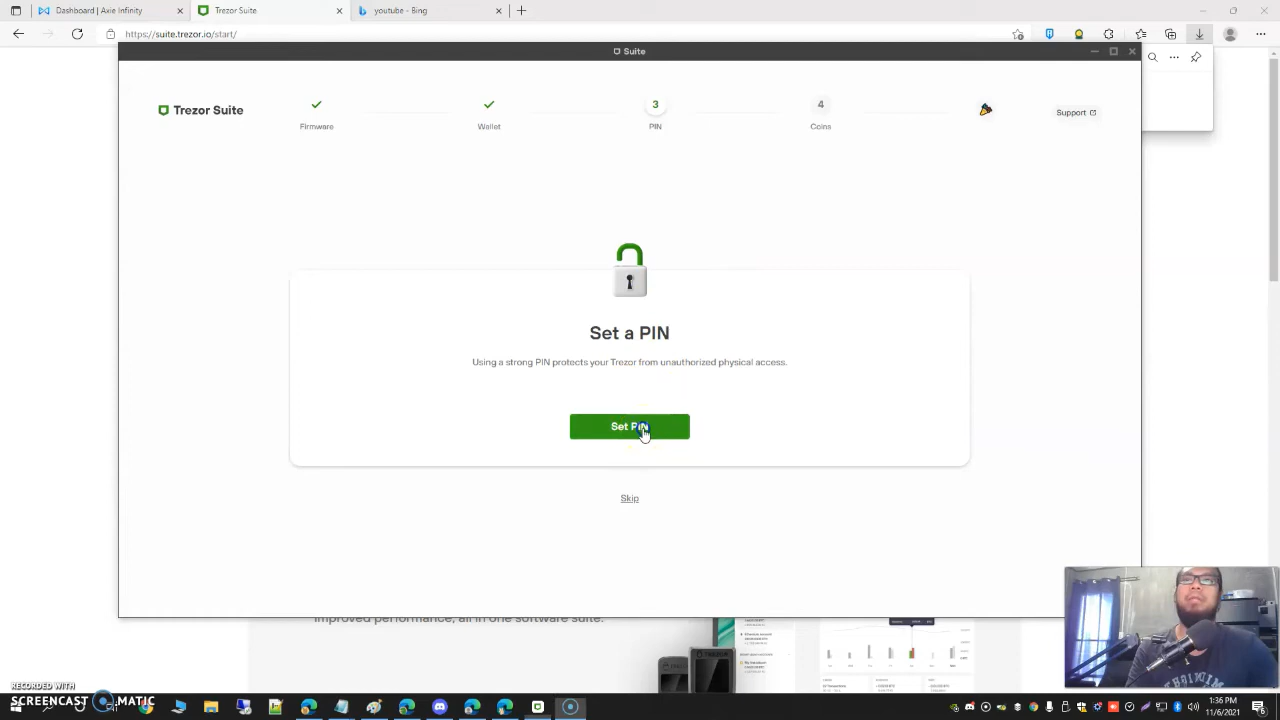 Dashboard | Axie Infinity
Trezor Suite
youtube - Bing
https://suite.trezor.io/start/
Suite
Trezor Suite
3
4
Firmware
Wallet
PIN
Coins
Support
Set a PIN
Using a strong PIN protects your Trezor from unauthorized physical access.
Set PIN
Skip
Improved performance, all in one software suite.
TREZOR
RECORDED WITH
SCREENCAST MATIC
1:36 PM
11/6/2021